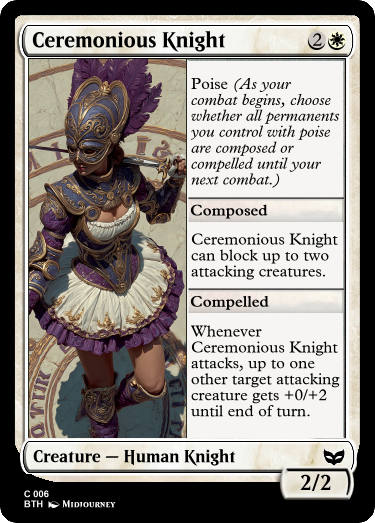 Ceremonious Knight
2
Poise (As your
combat begins, choose
whether all permanents
you control with poise
are composed or
compelled until your
next combat.)
Composed
Ceremonious Knight
can block up to two
attacking creatures.
Compelled
Whenever
Ceremonious Knight
attacks, up to one
other target attacking
creature gets +0/+2
until end of turn.
Creature — Human Knight
2/2
C 006
BTH Midjourney